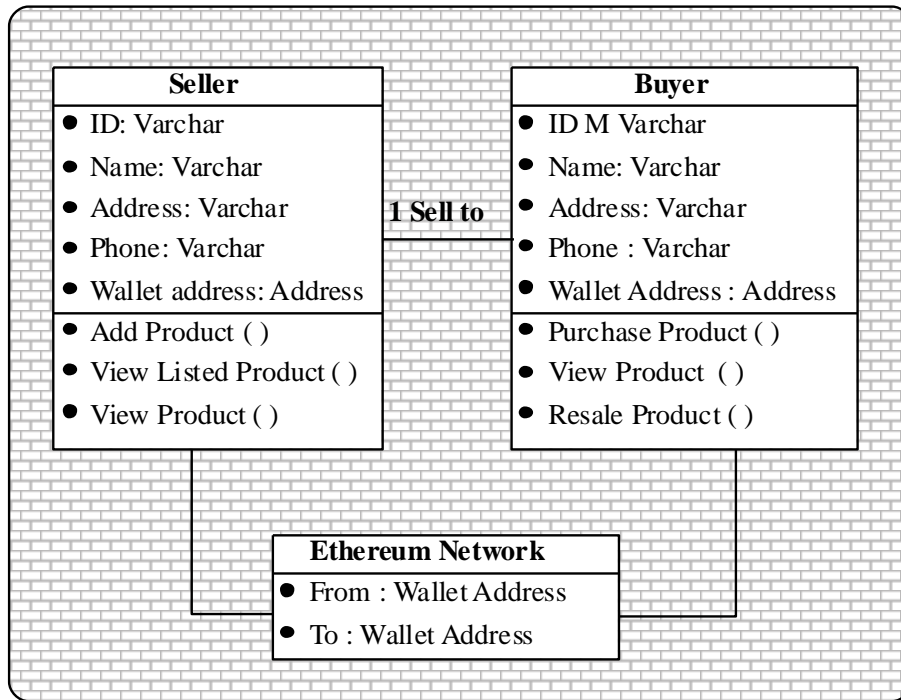 Seller
ID: Varchar
Name: Varchar
Address: Varchar
Phone: Varchar
Wallet address: Address
Add Product ( )
View Listed Product ( )
View Product ( )
1 Sell to
Buyer
ID M Varchar
Name: Varchar
Address: Varchar
Phone : Varchar
Wallet Address : Address
Purchase Product ( )
View Product ( )
Resale Product ( )
Ethereum Network
From : Wallet Address
To : Wallet Address